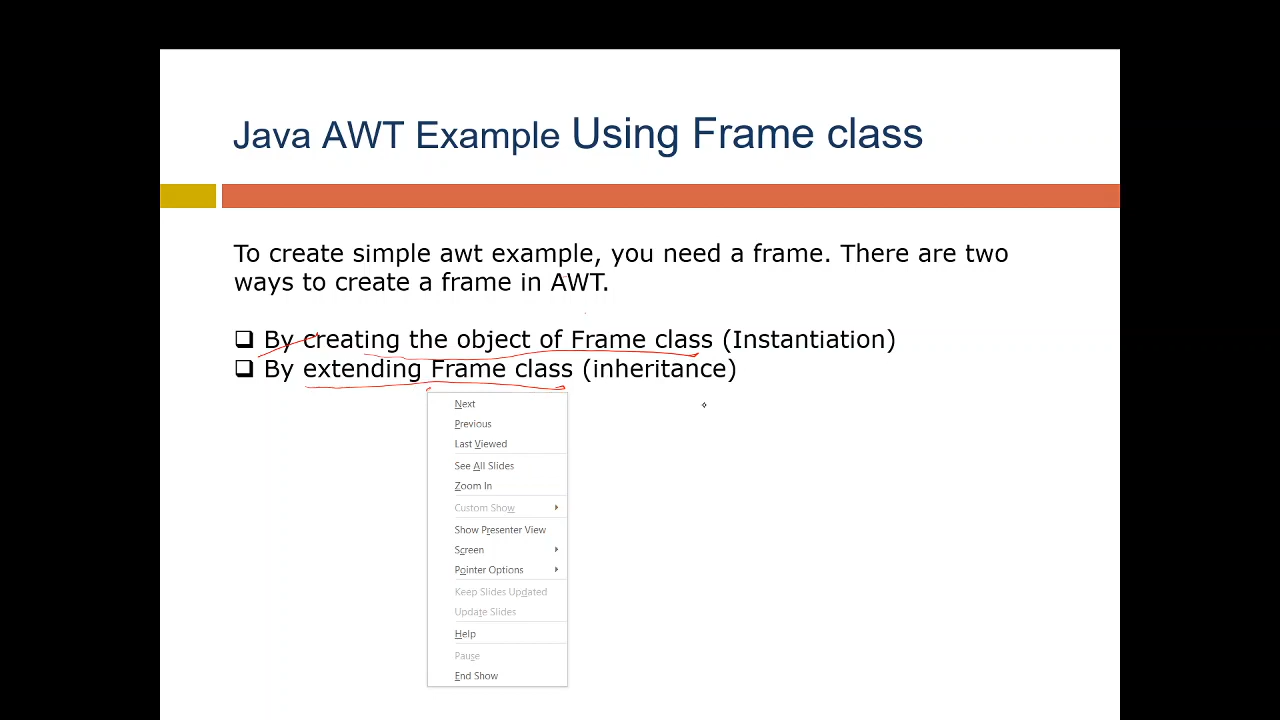 Java AWT Example Using Frame class
To create simple awt example, you need a frame. There are two
ways to create a frame in AWT.
By creating the object of Frame class (Instantiation)
By extending Frame class (inheritance)
Next
Previous
Last Viewed
See All Slides
Zoom In
Custom Show
Show Presenter View
Screen
Pointer Options
Keep Slides Updated
Update Slides
Help
Pause
End Show